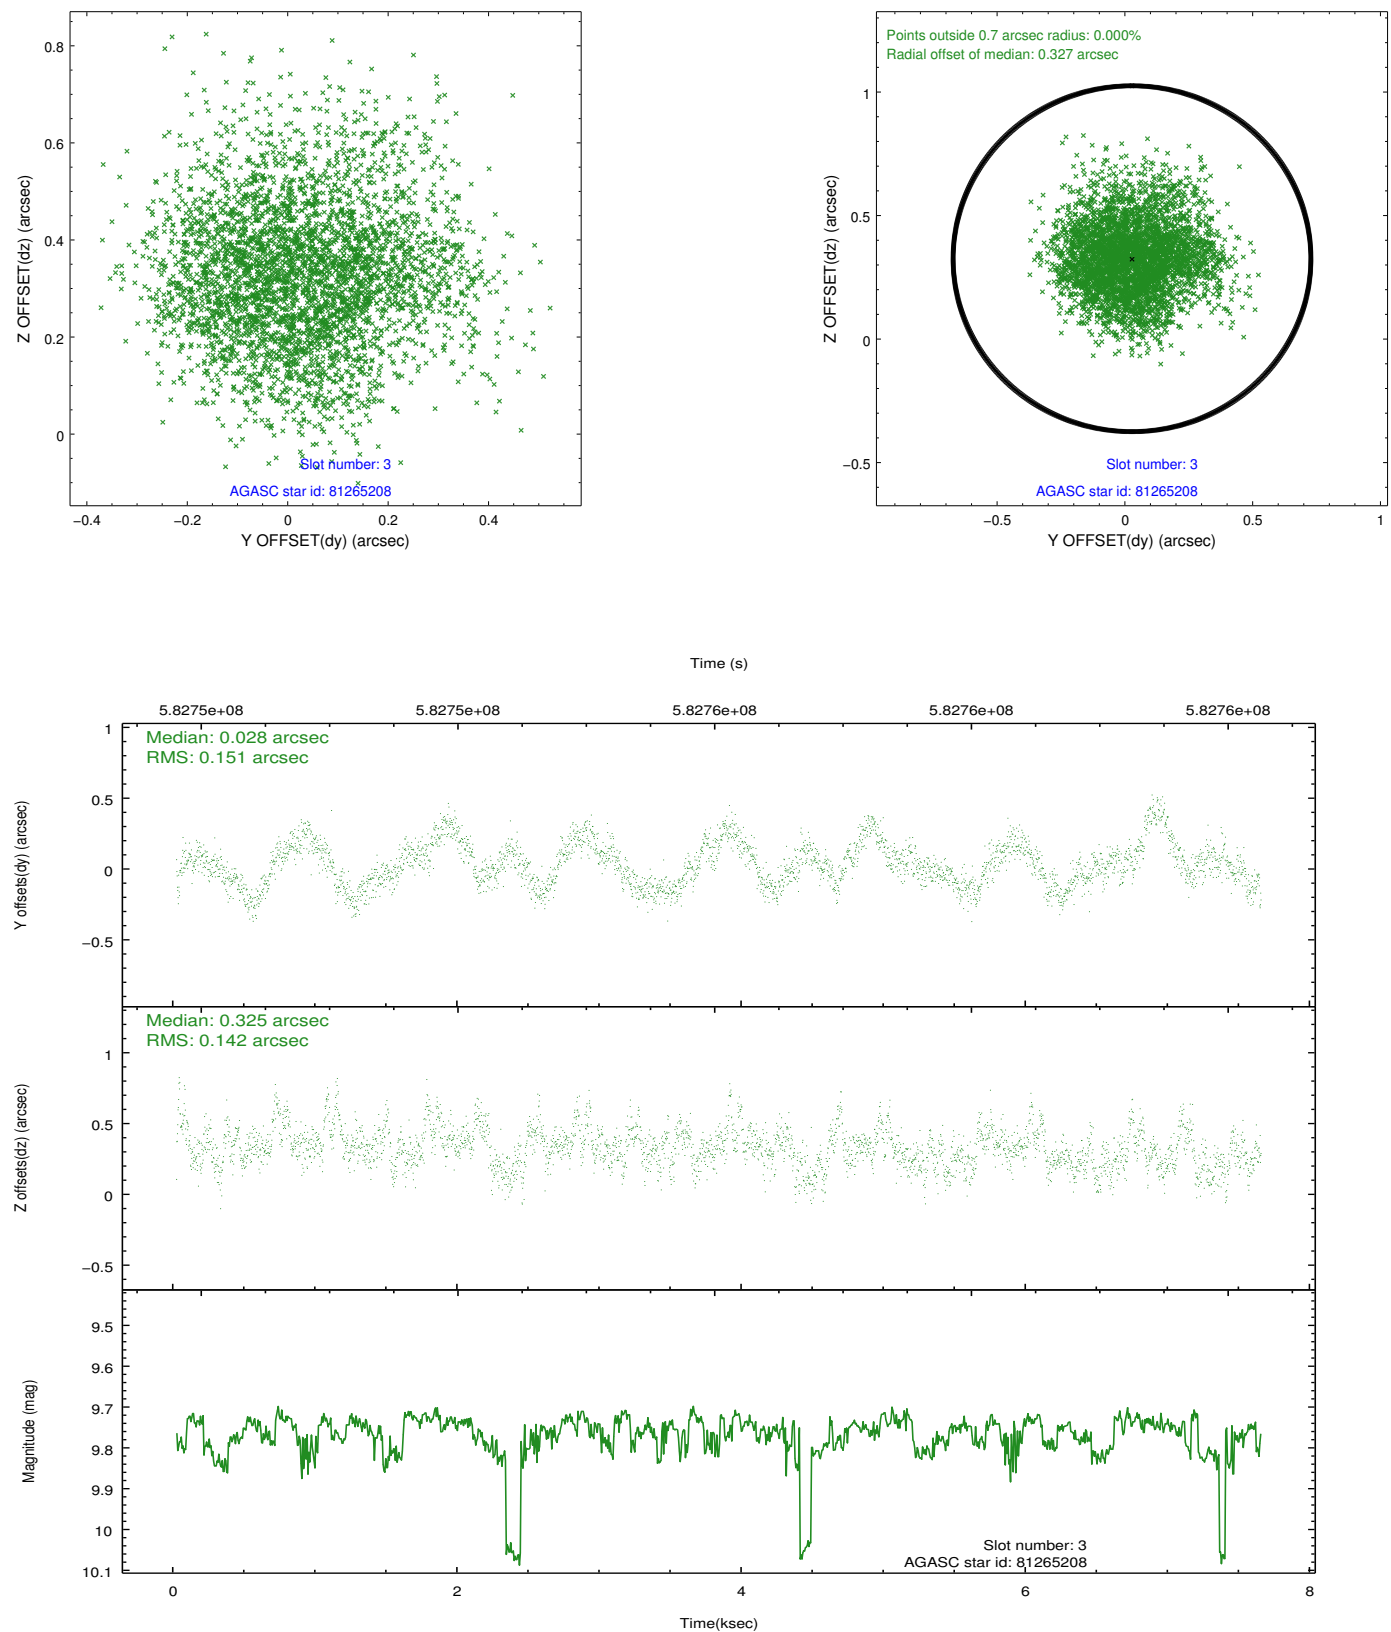 0.8
0.6
0.4
0.2
0
Z OFFSET(dz) (arcsec)
Slot number: 3
AGASC star id: 81265208
−0.4 −0.2 0 0.2 0.4
Y OFFSET(dy) (arcsec)
Points outside 0.7 arcsec radius: 0.000%
Radial offset of median: 0.327 arcsec
1
0.5
0
−0.5
Z OFFSET(dz) (arcsec)
Slot number: 3
AGASC star id: 81265208
−0.5 0 0.5 1
Y OFFSET(dy) (arcsec)
Time (s)
5.8275e+08 5.8275e+08 5.8276e+08 5.8276e+08 5.8276e+08
Median: 0.028 arcsec
RMS: 0.151 arcsec
1
0.5
0
−0.5
Y offsets(dy) (arcsec)
Median: 0.325 arcsec
RMS: 0.142 arcsec
1
0.5
0
−0.5
Z offsets(dz) (arcsec)
9.5
9.6
9.7
9.8
9.9
10
10.1
Magnitude (mag)
Slot number: 3
AGASC star id: 81265208
0 2 4 6 8
Time(ksec)